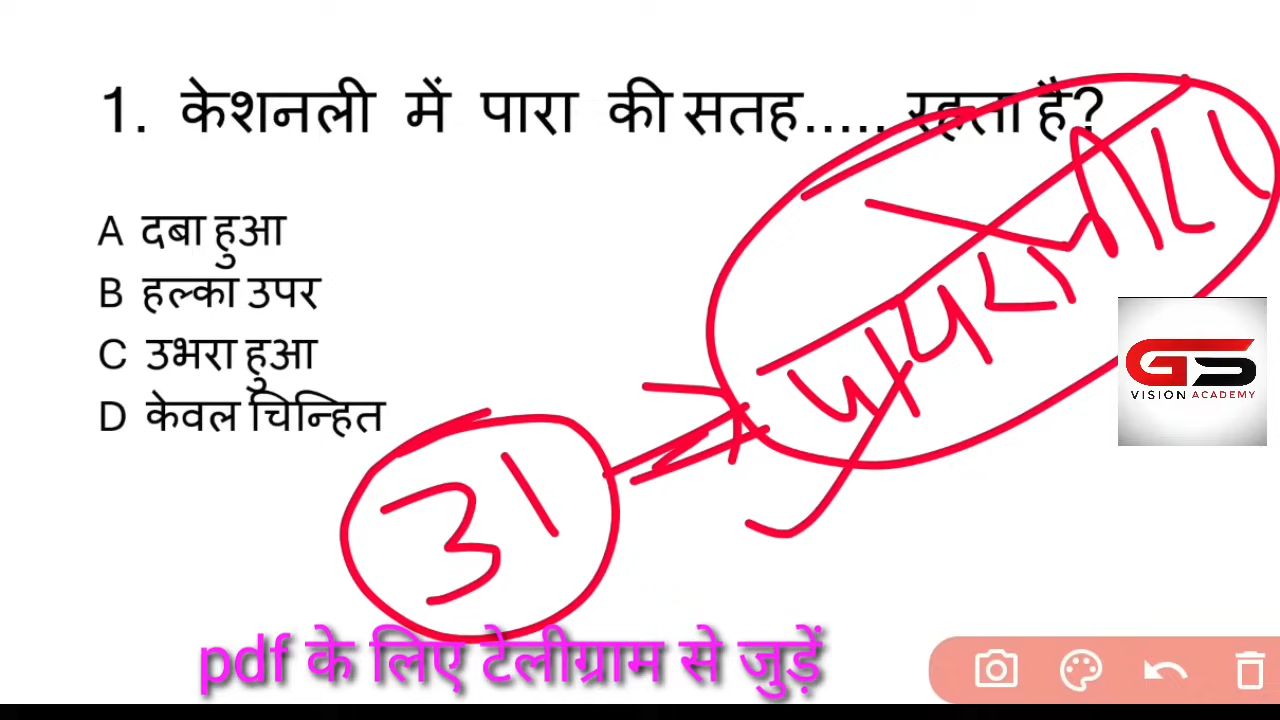 1. केशनली में पारा की सतह..... रहता है?
A दबा हुआ
B हल्का उपर
C उभरा हुआ
D केवल चिन्हित
31
GS
VISION ACADEMY
pdf के लिए टेलीग्राम से जुड़ें